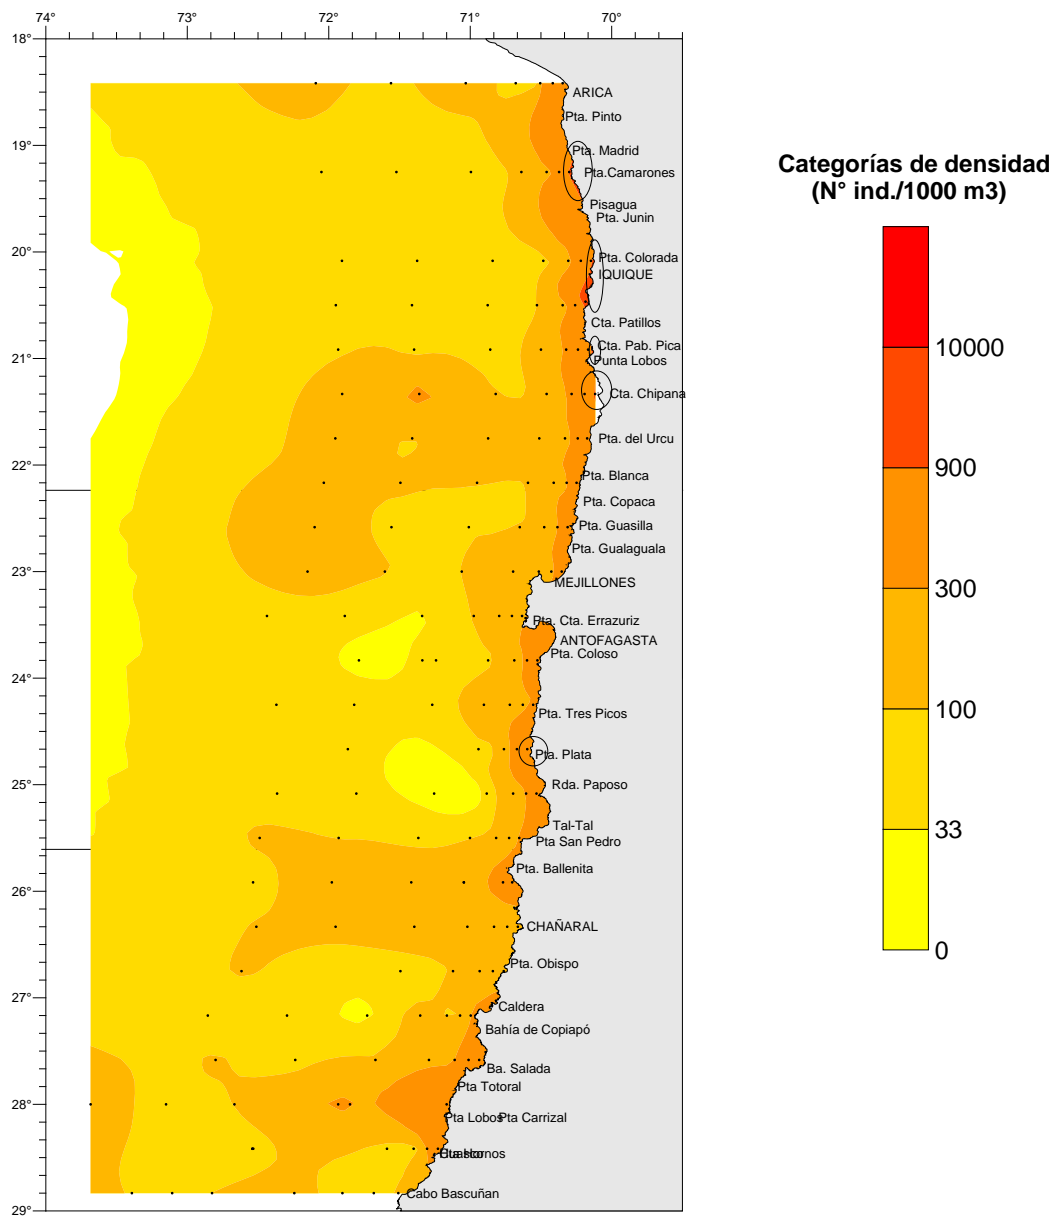 74°
73°
72°
71°
70°
18°
19°
20°
21°
22°
23°
24°
25°
26°
27°
28°
29°
ARICA
Pta. Pinto
Pta. Madrid
Pta.Camarones
Pisagua
Pta. Junin
Pta. Colorada
IQUIQUE
Cta. Patillos
Cta. Pab. Pica
Punta Lobos
Cta. Chipana
Pta. del Urcu
Pta. Blanca
Pta. Copaca
Pta. Guasilla
Pta. Gualaguala
MEJILLONES
Pta. Cta. Errazuriz
ANTOFAGASTA
Pta. Coloso
Pta. Tres Picos
Pta. Plata
Rda. Paposo
Tal-Tal
Pta San Pedro
Pta. Ballenita
CHAÑARAL
Pta. Obispo
Caldera
Bahía de Copiapó
Ba. Salada
Pta Totoral
Pta Lobos
Pta Carrizal
Cabo Bascuñan
Categorías de densidad
(N° ind./1000 m3)
10000
900
300
100
33
0